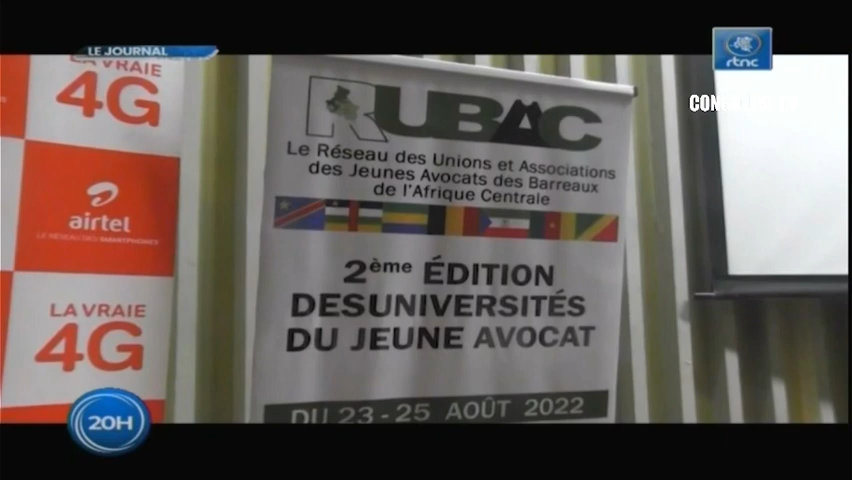 LE JOURNAL
rtnc
LA VRAIE
4G
airtel
LE RÉSEAU DES SMARTPHONES
LA VRAIE
4G
RUBAC
Le Réseau des Unions et Associations
des Jeunes Avocats des Barreaux
de l'Afrique Centrale
2ème ÉDITION
DESUNIVERSITÉS
DU JEUNE AVOCAT
DU 23-25 AOÛT 2022
20H